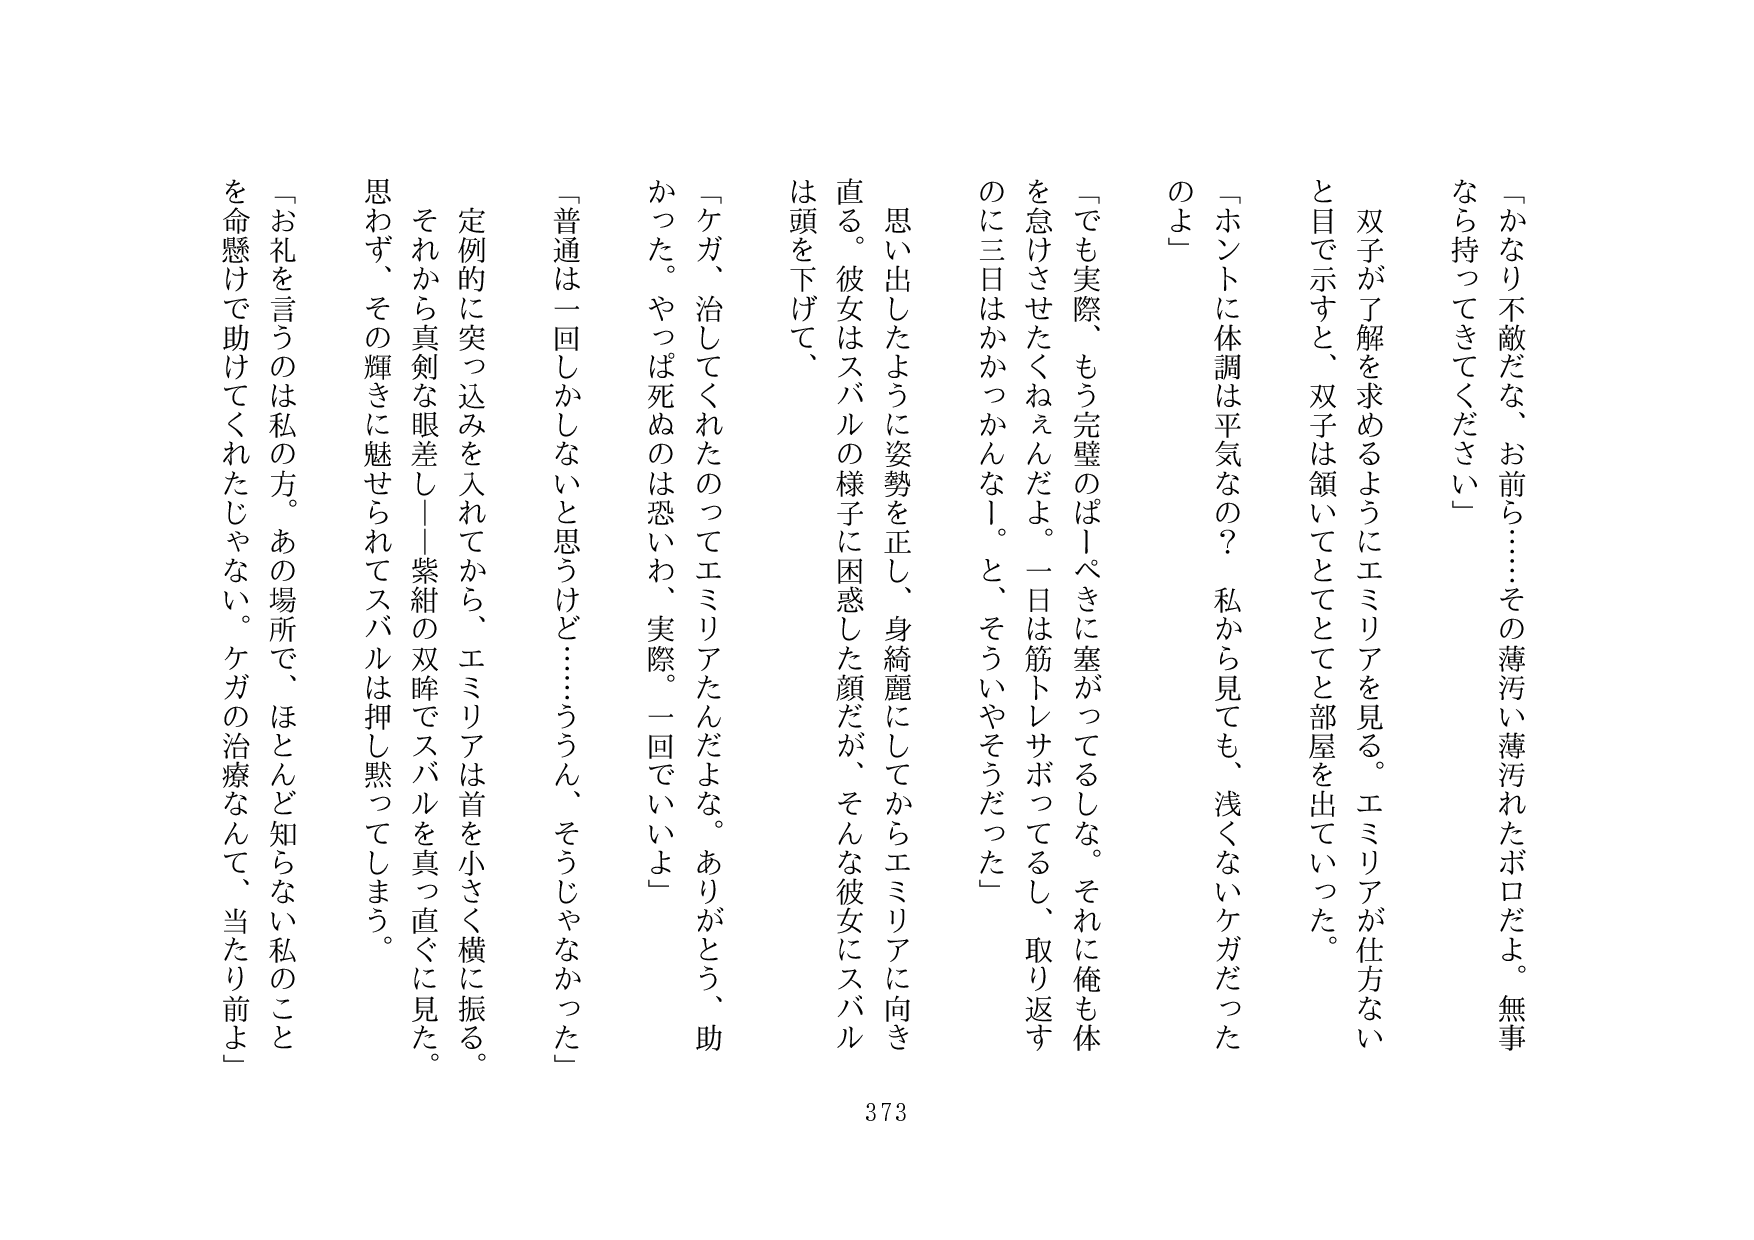 「かなり不敵だな、お前ら……その薄汚い薄汚れたボロだよ。無事
なら持ってきてください」
双子が了解を求めるようにエミリアを見る。エミリアが仕方ない
と目で示すと、双子は頷いてとてとてとてと部屋を出ていった。
「ホントに体調は平気なの？　私から見ても、浅くないケガだった
のよ」
「でも実際、もう完璧のぱーぺきに塞がってるしな。それに俺も体
を怠けさせたくねぇんだよ。一日は筋トレサボってるし、取り返す
のに三日はかかっかんなー。と、そういやそうだった」
思い出したように姿勢を正し、身綺麗にしてからエミリアに向き
直る。彼女はスバルの様子に困惑した顔だが、そんな彼女にスバル
は頭を下げて、
「ケガ、治してくれたのってエミリアたんだよな。ありがとう、助
かった。やっぱ死ぬのは恐いわ、実際。一回でいいよ」
「普通は一回しかしないと思うけど……ううん、そうじゃなかった」
定例的に突っ込みを入れてから、エミリアは首を小さく横に振る。
それから真剣な眼差し――紫紺の双眸でスバルを真っ直ぐに見た。
思わず、その輝きに魅せられてスバルは押し黙ってしまう。
「お礼を言うのは私の方。あの場所で、ほとんど知らない私のこと
を命懸けで助けてくれたじゃない。ケガの治療なんて、当たり前よ」
373